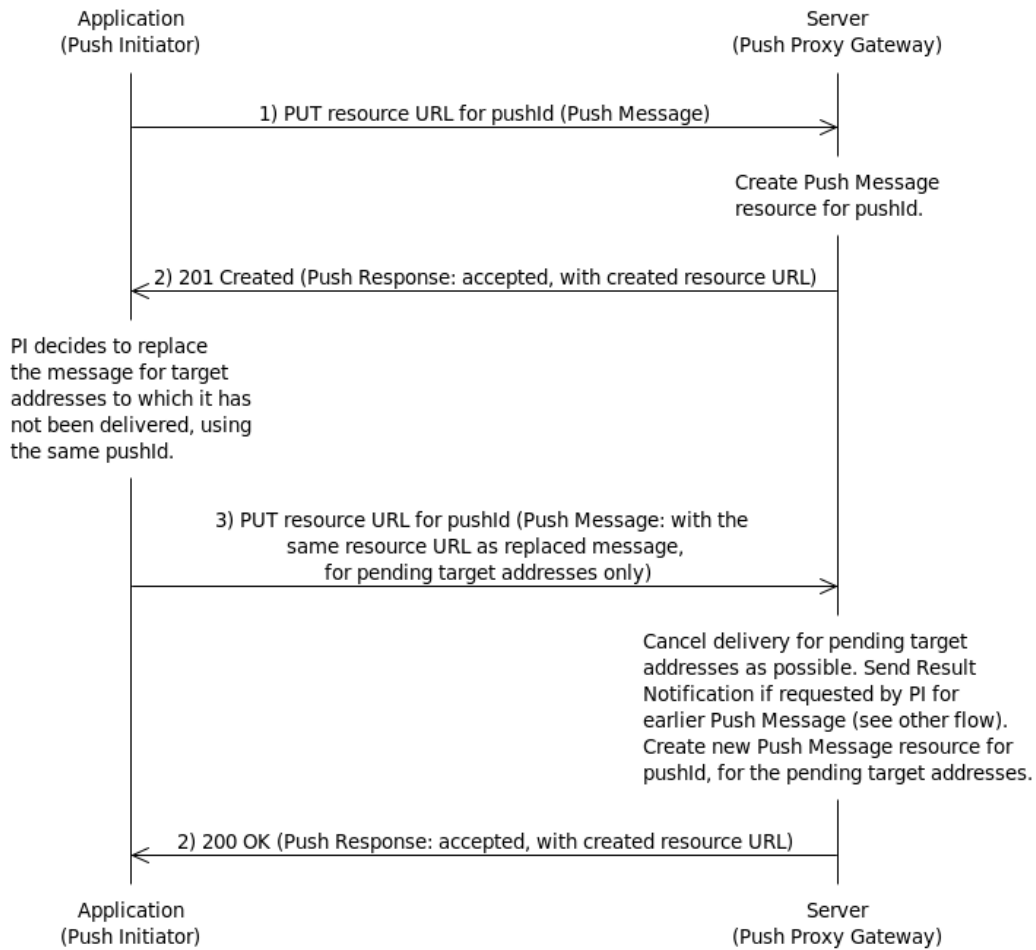 Application
(Push Initiator)
Server
(Push Proxy Gateway)
1) PUT resource URL for pushId (Push Message)
Create Push Message
resource for pushId.
2) 201 Created (Push Response: accepted, with created resource URL)
PI decides to replace
the message for target
addresses to which it has
not been delivered, using
the same pushId.
3) PUT resource URL for pushId (Push Message: with the
same resource URL as replaced message,
for pending target addresses only)
Cancel delivery for pending target
addresses as possible. Send Result
Notification if requested by PI for
earlier Push Message (see other flow).
Create new Push Message resource for
pushId, for the pending target addresses.
2) 200 OK (Push Response: accepted, with created resource URL)
Application
(Push Initiator)
Server
(Push Proxy Gateway)